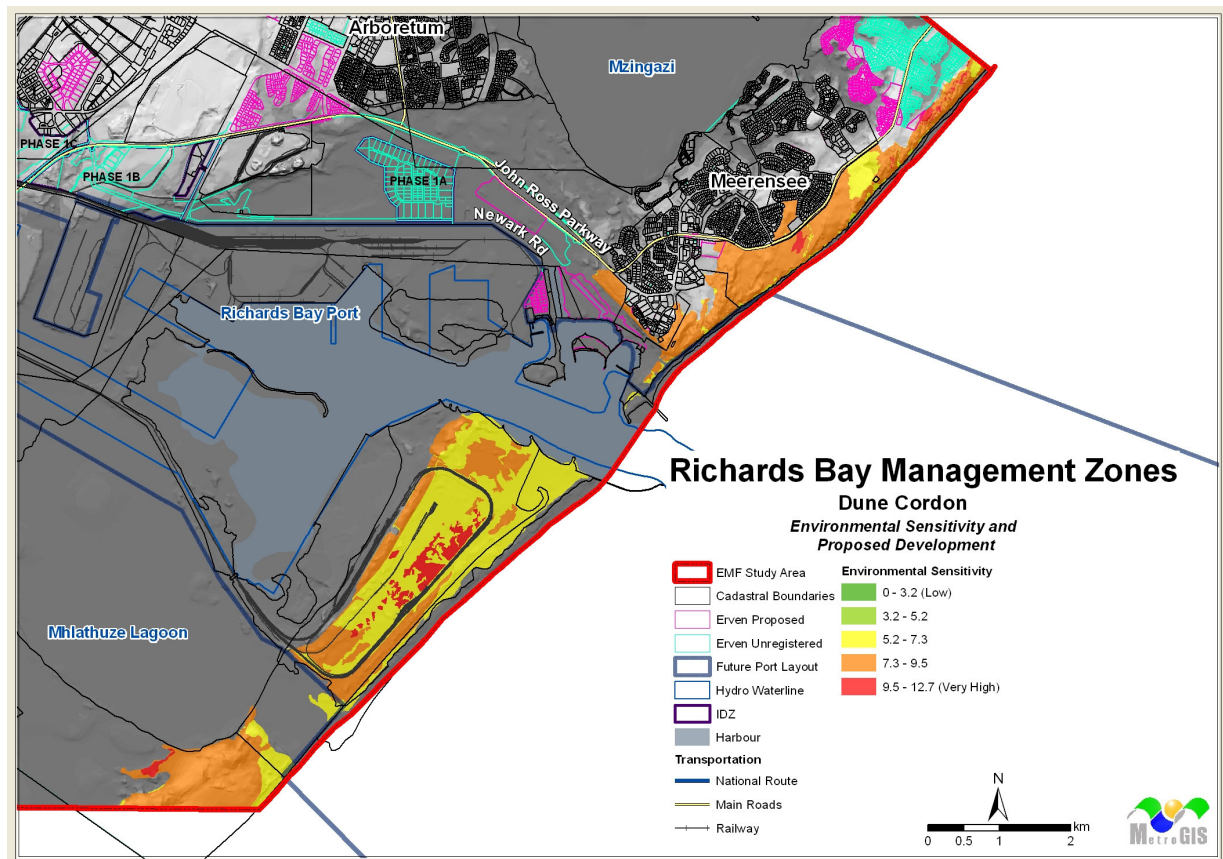 Arboretum
Mzingazi
PHASE 1C
PHASE 1B
PHASE 1A
John Ross Parkway
Meerensee
Newark Rd
Richards Bay Port
Mhlathuze Lagoon
Richards Bay Management Zones
Dune Cordon
Environmental Sensitivity and
Proposed Development
EMF Study Area
Cadastral Boundaries
Erven Proposed
Erven Unregistered
Future Port Layout
Hydro Waterline
IDZ
Harbour
Transportation
National Route
Main Roads
Railway
Environmental Sensitivity
0 - 3.2 (Low)
3.2 - 5.2
5.2 - 7.3
7.3 - 9.5
9.5 - 12.7 (Very High)
N
km
0 0.5 1 2
MetroGIS